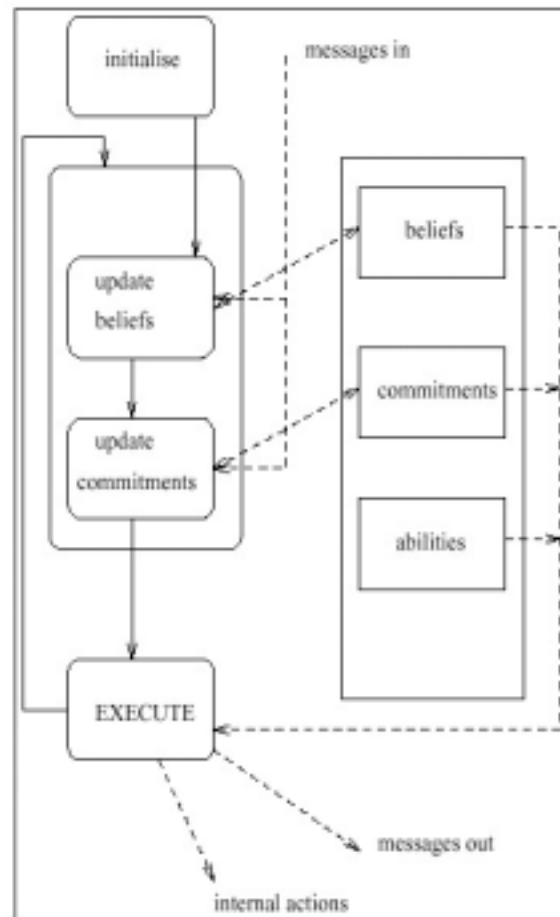 initialise
messages in
update
beliefs
beliefs
update
commitments
commitments
abilities
EXECUTE
messages out
internal actions